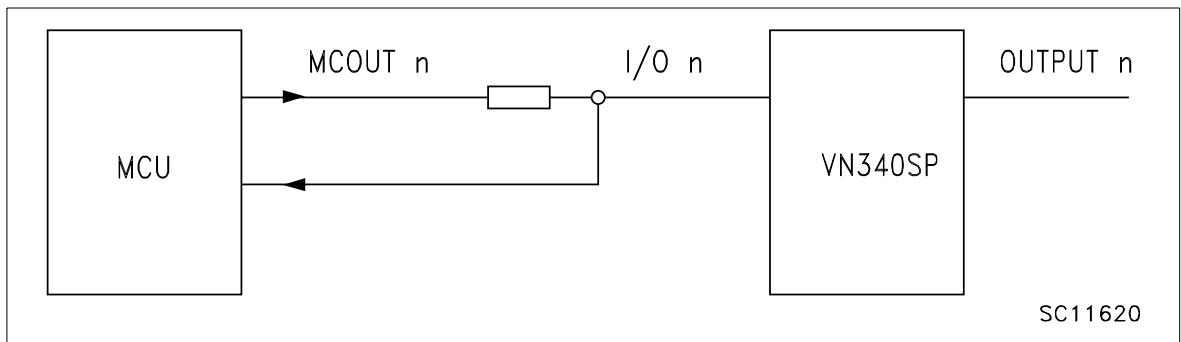 MCOUT n
I/O n
OUTPUT n
MCU
VN340SP
SC11620